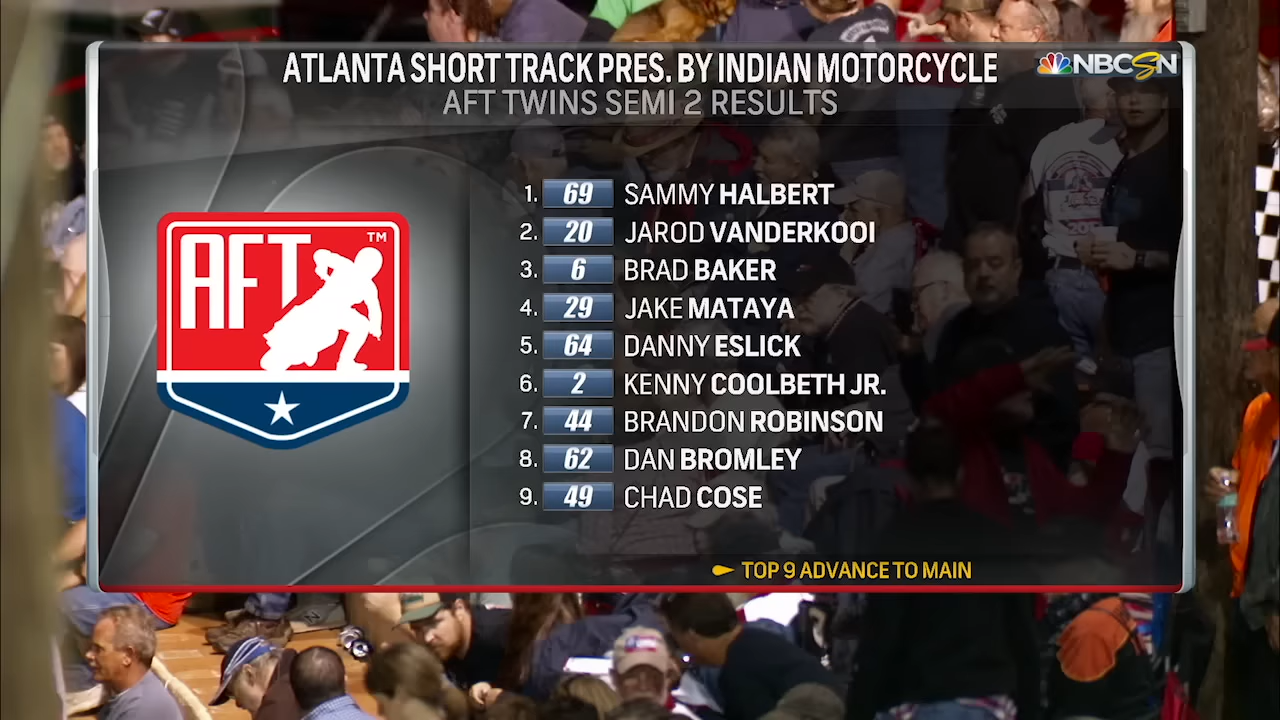 ATLANTA SHORT TRACK PRES. BY INDIAN MOTORCYCLE
NBCSN
AFT TWINS SEMI 2 RESULTS
AFT™
1. 69 SAMMY HALBERT
2. 20 JAROD VANDERKOOI
3. 6 BRAD BAKER
4. 29 JAKE MATAYA
5. 64 DANNY ESLICK
6. 2 KENNY COOLBETH JR.
7. 44 BRANDON ROBINSON
8. 62 DAN BROMLEY
9. 49 CHAD COSE
TOP 9 ADVANCE TO MAIN